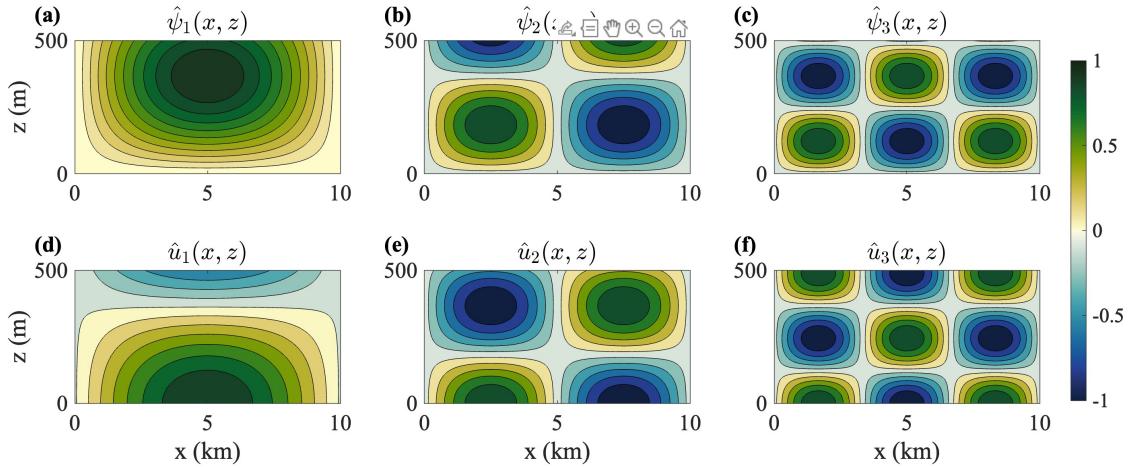 (a) ψ̂₁(x, z)
500
z (m)
0
0 5 10
(b) ψ̂₂(
500
0
0 5 10
(c) ψ̂₃(x, z)
500
0
0 5 10
1
0.5
0
-0.5
-1
(d) û₁(x, z)
500
z (m)
0
0 5 10
x (km)
(e) û₂(x, z)
500
0
0 5 10
x (km)
(f) û₃(x, z)
500
0
0 5 10
x (km)